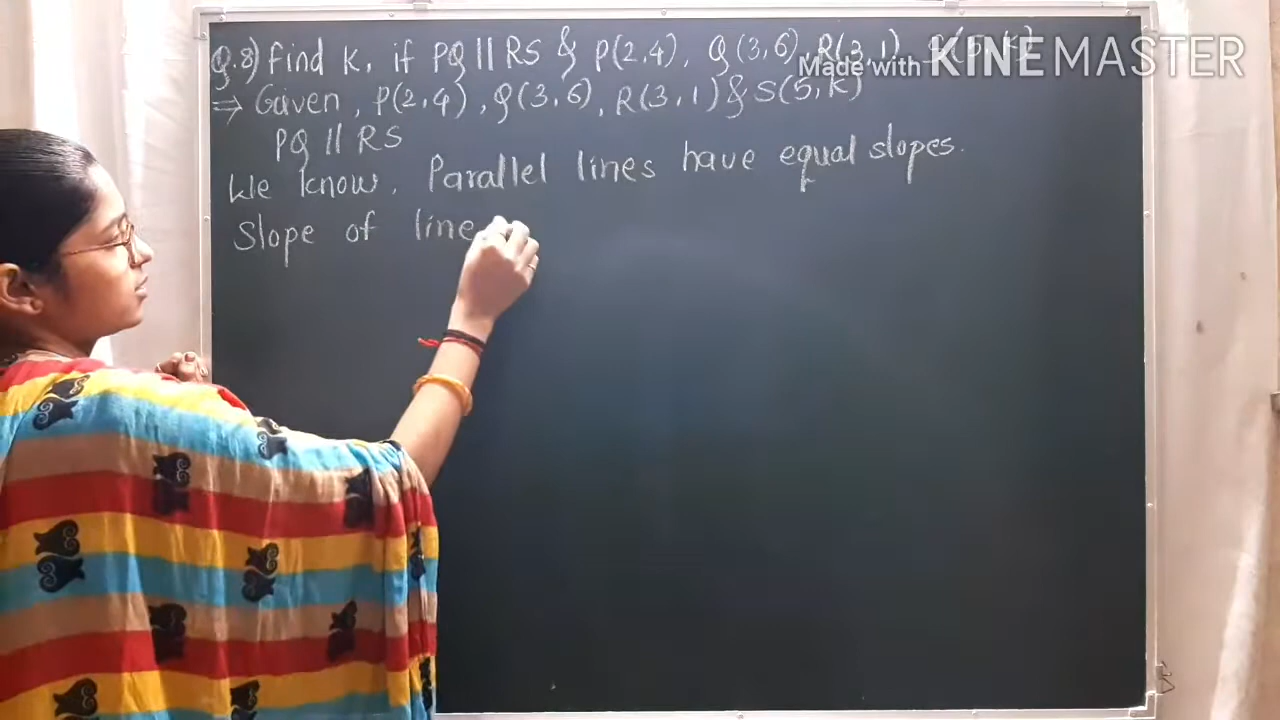 Q.8) Find k, if PQ || RS & P(2,4), Q(3,6), R(3,1), S(5,k)
Made with KINEMASTER
⇒ Given, P(2,4), Q(3,6), R(3,1) & S(5,k)
PQ || RS
We know, Parallel lines have equal slopes.
Slope of line